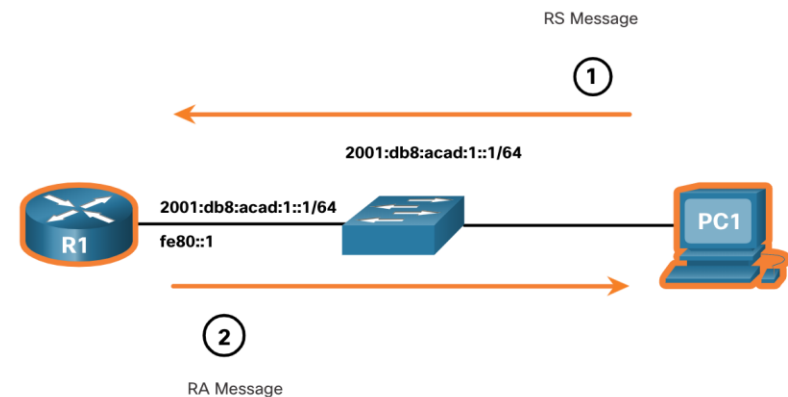 RS Message
1
2001:db8:acad:1::1/64
2001:db8:acad:1::1/64
R1
fe80::1
PC1
2
RA Message